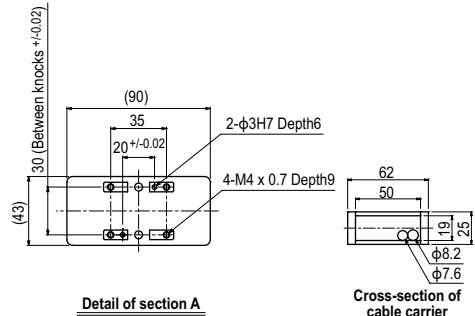 30 (Between knocks +/-0.02)
(90)
35
20+/-0.02
2-ϕ3H7 Depth6
4-M4 x 0.7 Depth9
(43)
Detail of section A
62
50
19
25
ϕ8.2
ϕ7.6
Cross-section of
cable carrier